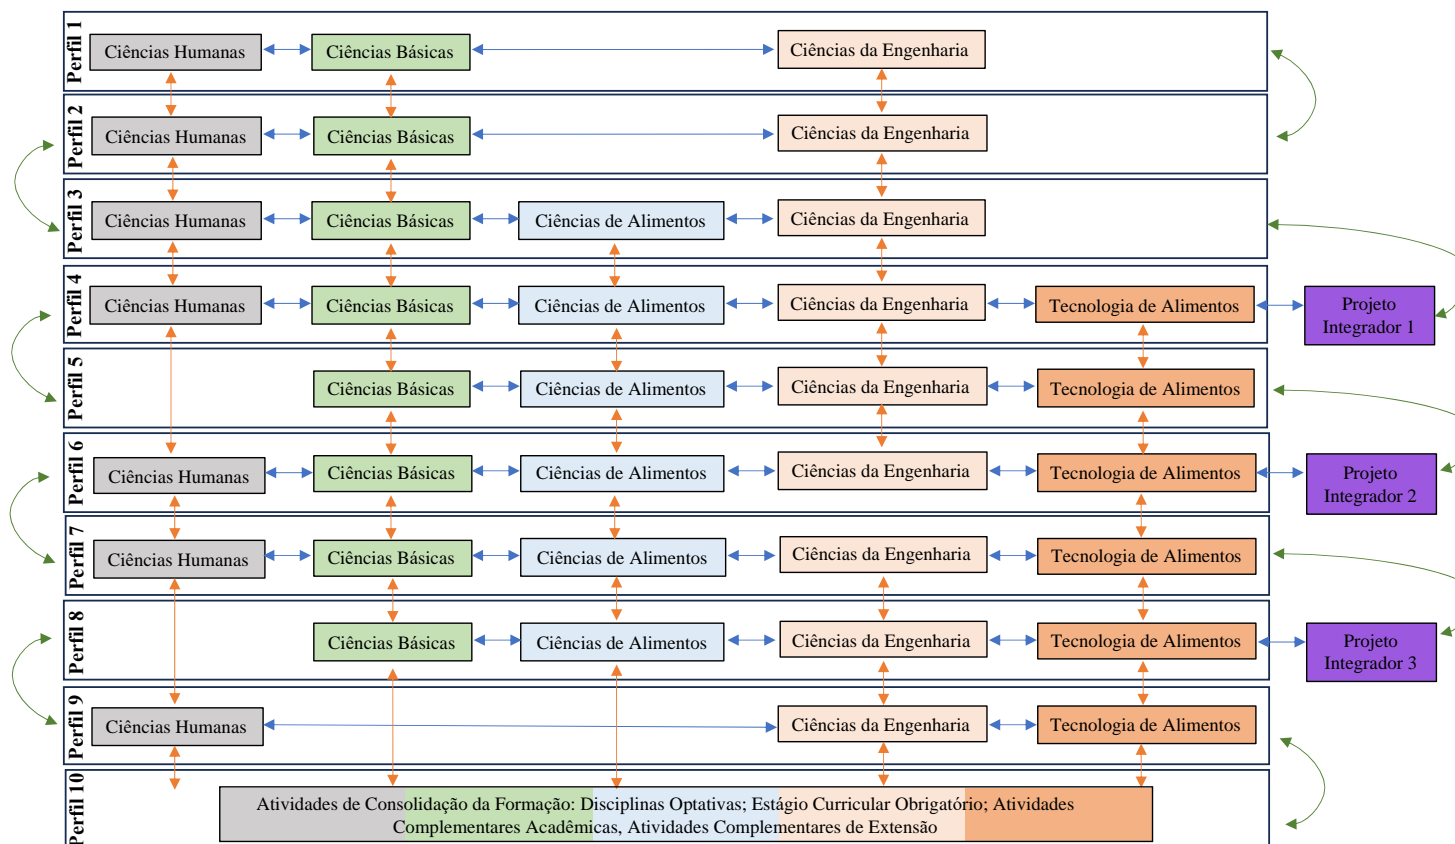 Perfil 1
Ciências Humanas
Ciências Básicas
Ciências da Engenharia
Perfil 2
Ciências Humanas
Ciências Básicas
Ciências da Engenharia
Perfil 3
Ciências Humanas
Ciências Básicas
Ciências de Alimentos
Ciências da Engenharia
Perfil 4
Ciências Humanas
Ciências Básicas
Ciências de Alimentos
Ciências da Engenharia
Tecnologia de Alimentos
Projeto
Integrador 1
Perfil 5
Ciências Básicas
Ciências de Alimentos
Ciências da Engenharia
Tecnologia de Alimentos
Perfil 6
Ciências Humanas
Ciências Básicas
Ciências de Alimentos
Ciências da Engenharia
Tecnologia de Alimentos
Projeto
Integrador 2
Perfil 7
Ciências Humanas
Ciências Básicas
Ciências de Alimentos
Ciências da Engenharia
Tecnologia de Alimentos
Perfil 8
Ciências Básicas
Ciências de Alimentos
Ciências da Engenharia
Tecnologia de Alimentos
Projeto
Integrador 3
Perfil 9
Ciências Humanas
Ciências da Engenharia
Tecnologia de Alimentos
Perfil 10
Atividades de Consolidação da Formação: Disciplinas Optativas; Estágio Curricular Obrigatório; Atividades
Complementares Acadêmicas, Atividades Complementares de Extensão